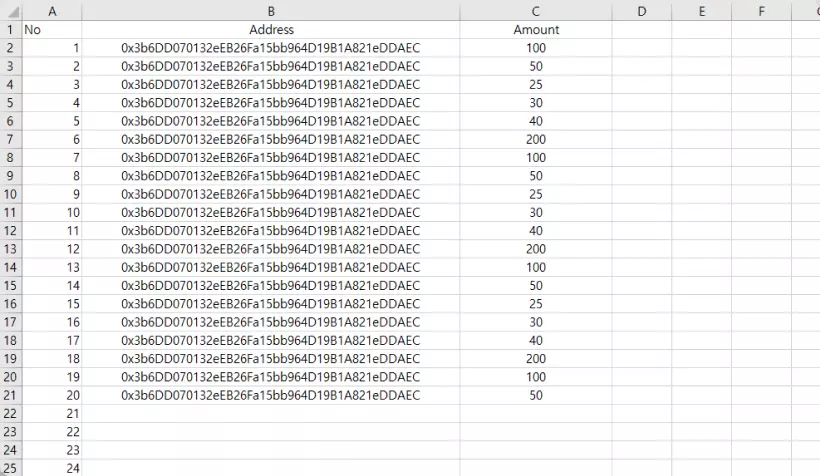 A B C D E F
1 No Address Amount
2 1 0x3b6DD070132eEB26Fa15bb964D19B1A821eDDAEC 100
3 2 0x3b6DD070132eEB26Fa15bb964D19B1A821eDDAEC 50
4 3 0x3b6DD070132eEB26Fa15bb964D19B1A821eDDAEC 25
5 4 0x3b6DD070132eEB26Fa15bb964D19B1A821eDDAEC 30
6 5 0x3b6DD070132eEB26Fa15bb964D19B1A821eDDAEC 40
7 6 0x3b6DD070132eEB26Fa15bb964D19B1A821eDDAEC 200
8 7 0x3b6DD070132eEB26Fa15bb964D19B1A821eDDAEC 100
9 8 0x3b6DD070132eEB26Fa15bb964D19B1A821eDDAEC 50
10 9 0x3b6DD070132eEB26Fa15bb964D19B1A821eDDAEC 25
11 10 0x3b6DD070132eEB26Fa15bb964D19B1A821eDDAEC 30
12 11 0x3b6DD070132eEB26Fa15bb964D19B1A821eDDAEC 40
13 12 0x3b6DD070132eEB26Fa15bb964D19B1A821eDDAEC 200
14 13 0x3b6DD070132eEB26Fa15bb964D19B1A821eDDAEC 100
15 14 0x3b6DD070132eEB26Fa15bb964D19B1A821eDDAEC 50
16 15 0x3b6DD070132eEB26Fa15bb964D19B1A821eDDAEC 25
17 16 0x3b6DD070132eEB26Fa15bb964D19B1A821eDDAEC 30
18 17 0x3b6DD070132eEB26Fa15bb964D19B1A821eDDAEC 40
19 18 0x3b6DD070132eEB26Fa15bb964D19B1A821eDDAEC 200
20 19 0x3b6DD070132eEB26Fa15bb964D19B1A821eDDAEC 100
21 20 0x3b6DD070132eEB26Fa15bb964D19B1A821eDDAEC 50
22 21
23 22
24 23
25 24